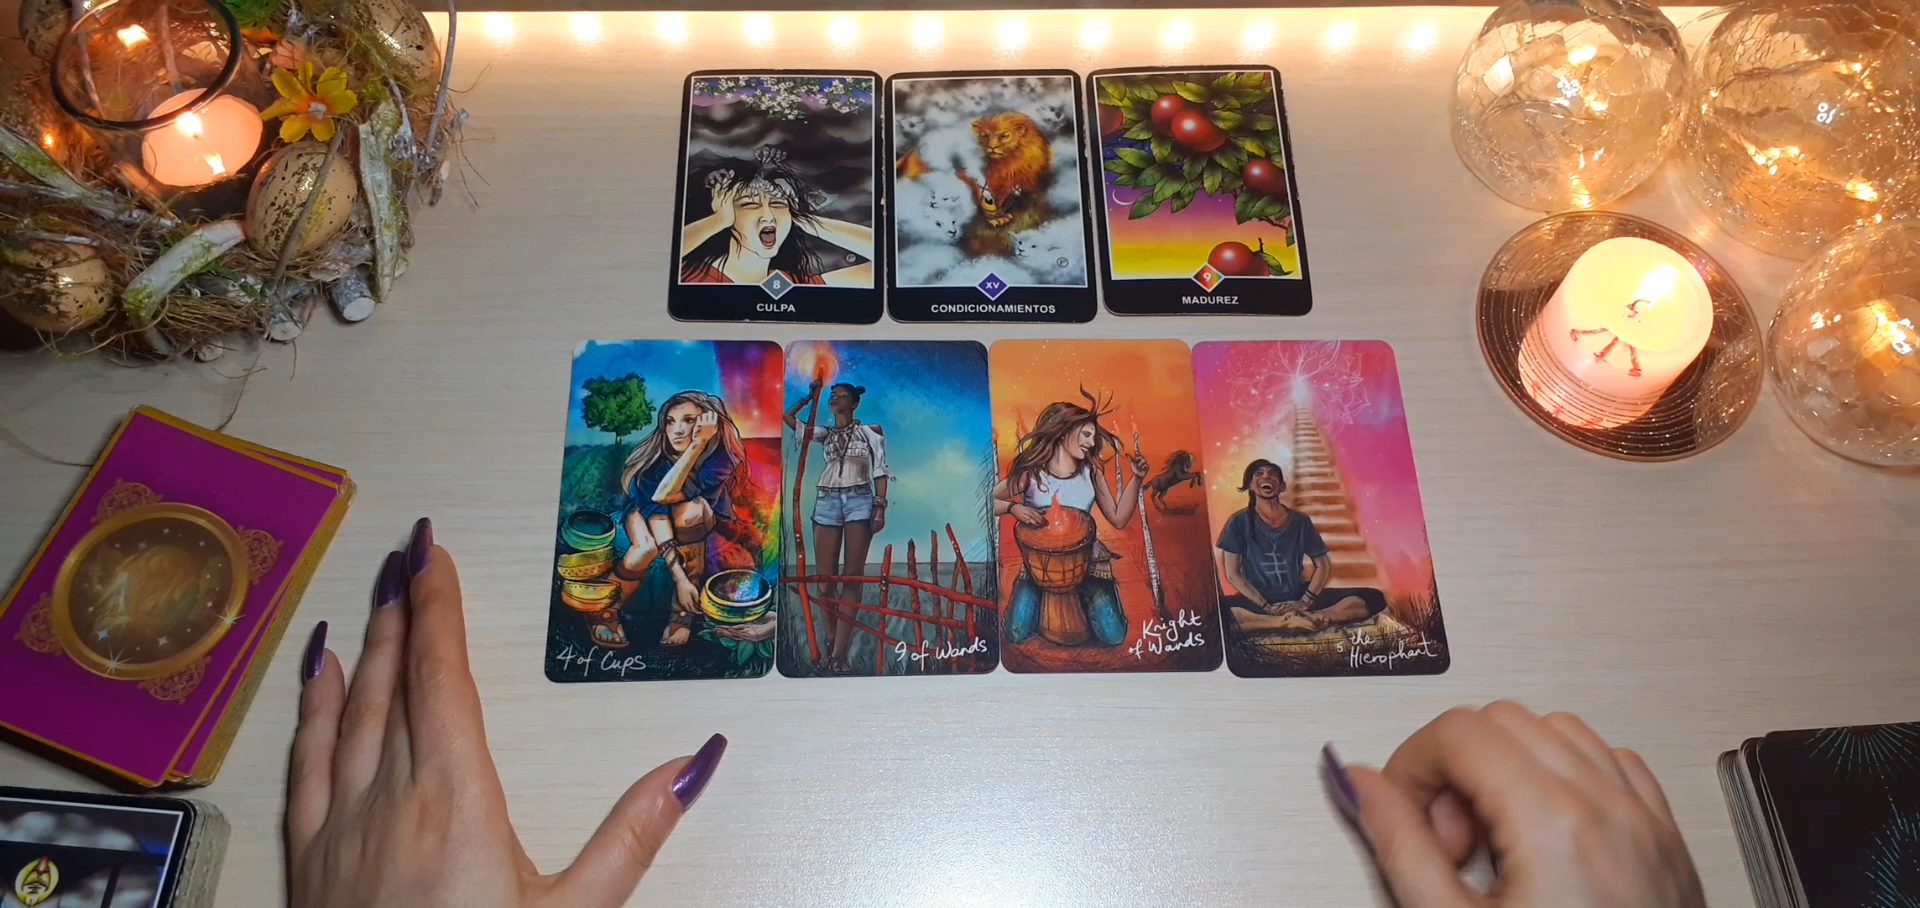 8
CULPA
XV
CONDICIONAMIENTOS
9
MADUREZ
4 of Cups
9 of Wands
Knight
of Wands
5 the
Hierophant